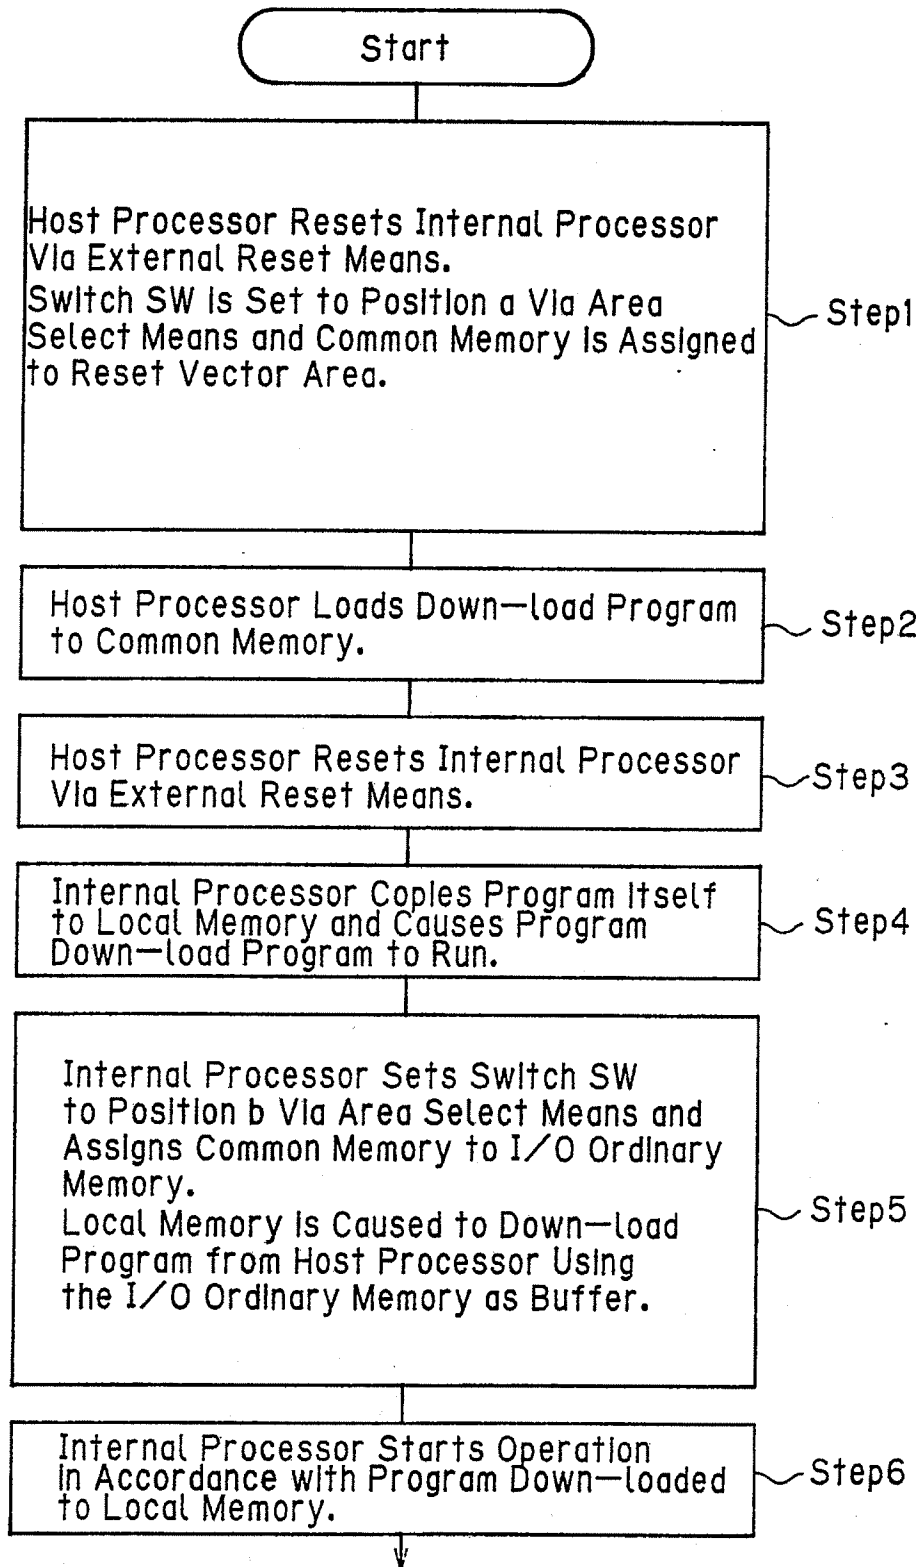 Start
Host Processor Resets Internal Processor
Via External Reset Means.
Switch SW is Set to Position a Via Area
Select Means and Common Memory is Assigned
to Reset Vector Area.
Step1
Host Processor Loads Down-load Program
to Common Memory.
Step2
Host Processor Resets Internal Processor
Via External Reset Means.
Step3
Internal Processor Copies Program Itself
to Local Memory and Causes Program
Down-load Program to Run.
Step4
Internal Processor Sets Switch SW
to Position b Via Area Select Means and
Assigns Common Memory to I/O Ordinary
Memory.
Local Memory is Caused to Down-load
Program from Host Processor Using
the I/O Ordinary Memory as Buffer.
Step5
Internal Processor Starts Operation
in Accordance with Program Down-loaded
to Local Memory.
Step6